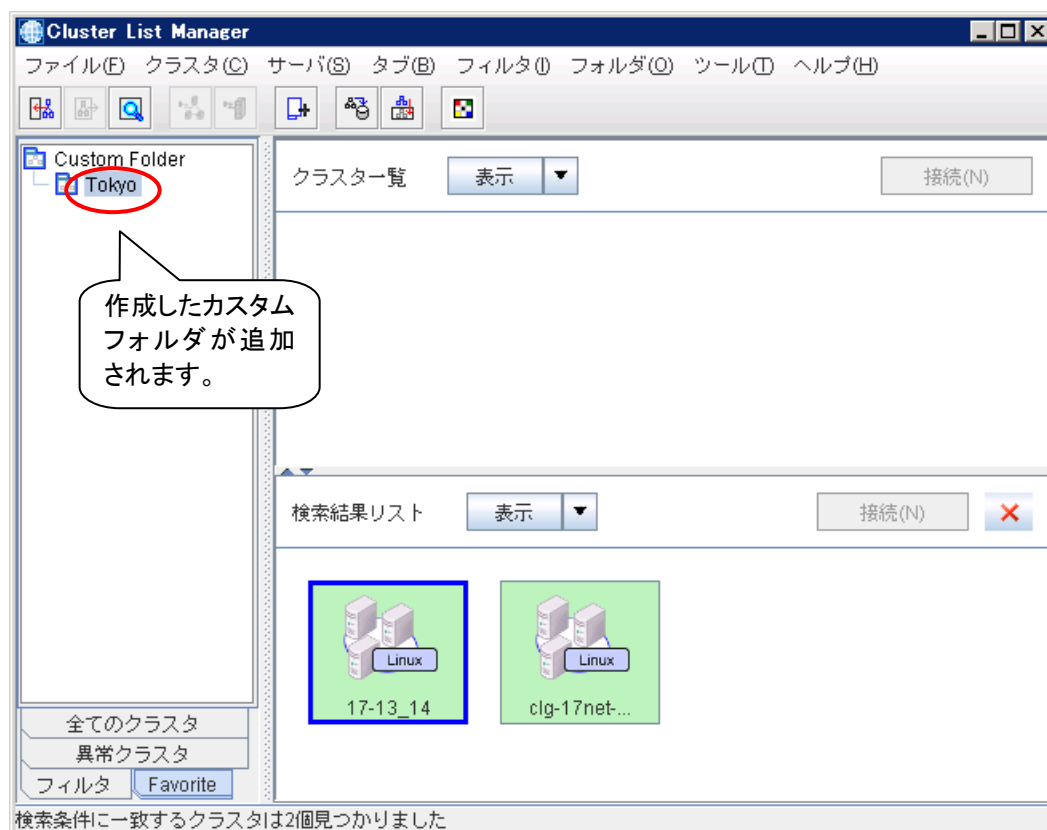 Cluster List Manager
ファイル(F) クラスタ(C) サーバ(S) タブ(B) フィルタ(I) フォルダ(O) ツール(T) ヘルプ(H)
Custom Folder
Tokyo
作成したカスタム
フォルダが追加
されます。
全てのクラスタ
異常クラスタ
フィルタ Favorite
クラスター覧 表示 接続(N)
検索結果リスト 表示 接続(N)
Linux
17-13_14
Linux
clg-17net-...
検索条件に一致するクラスタは2個見つかりました